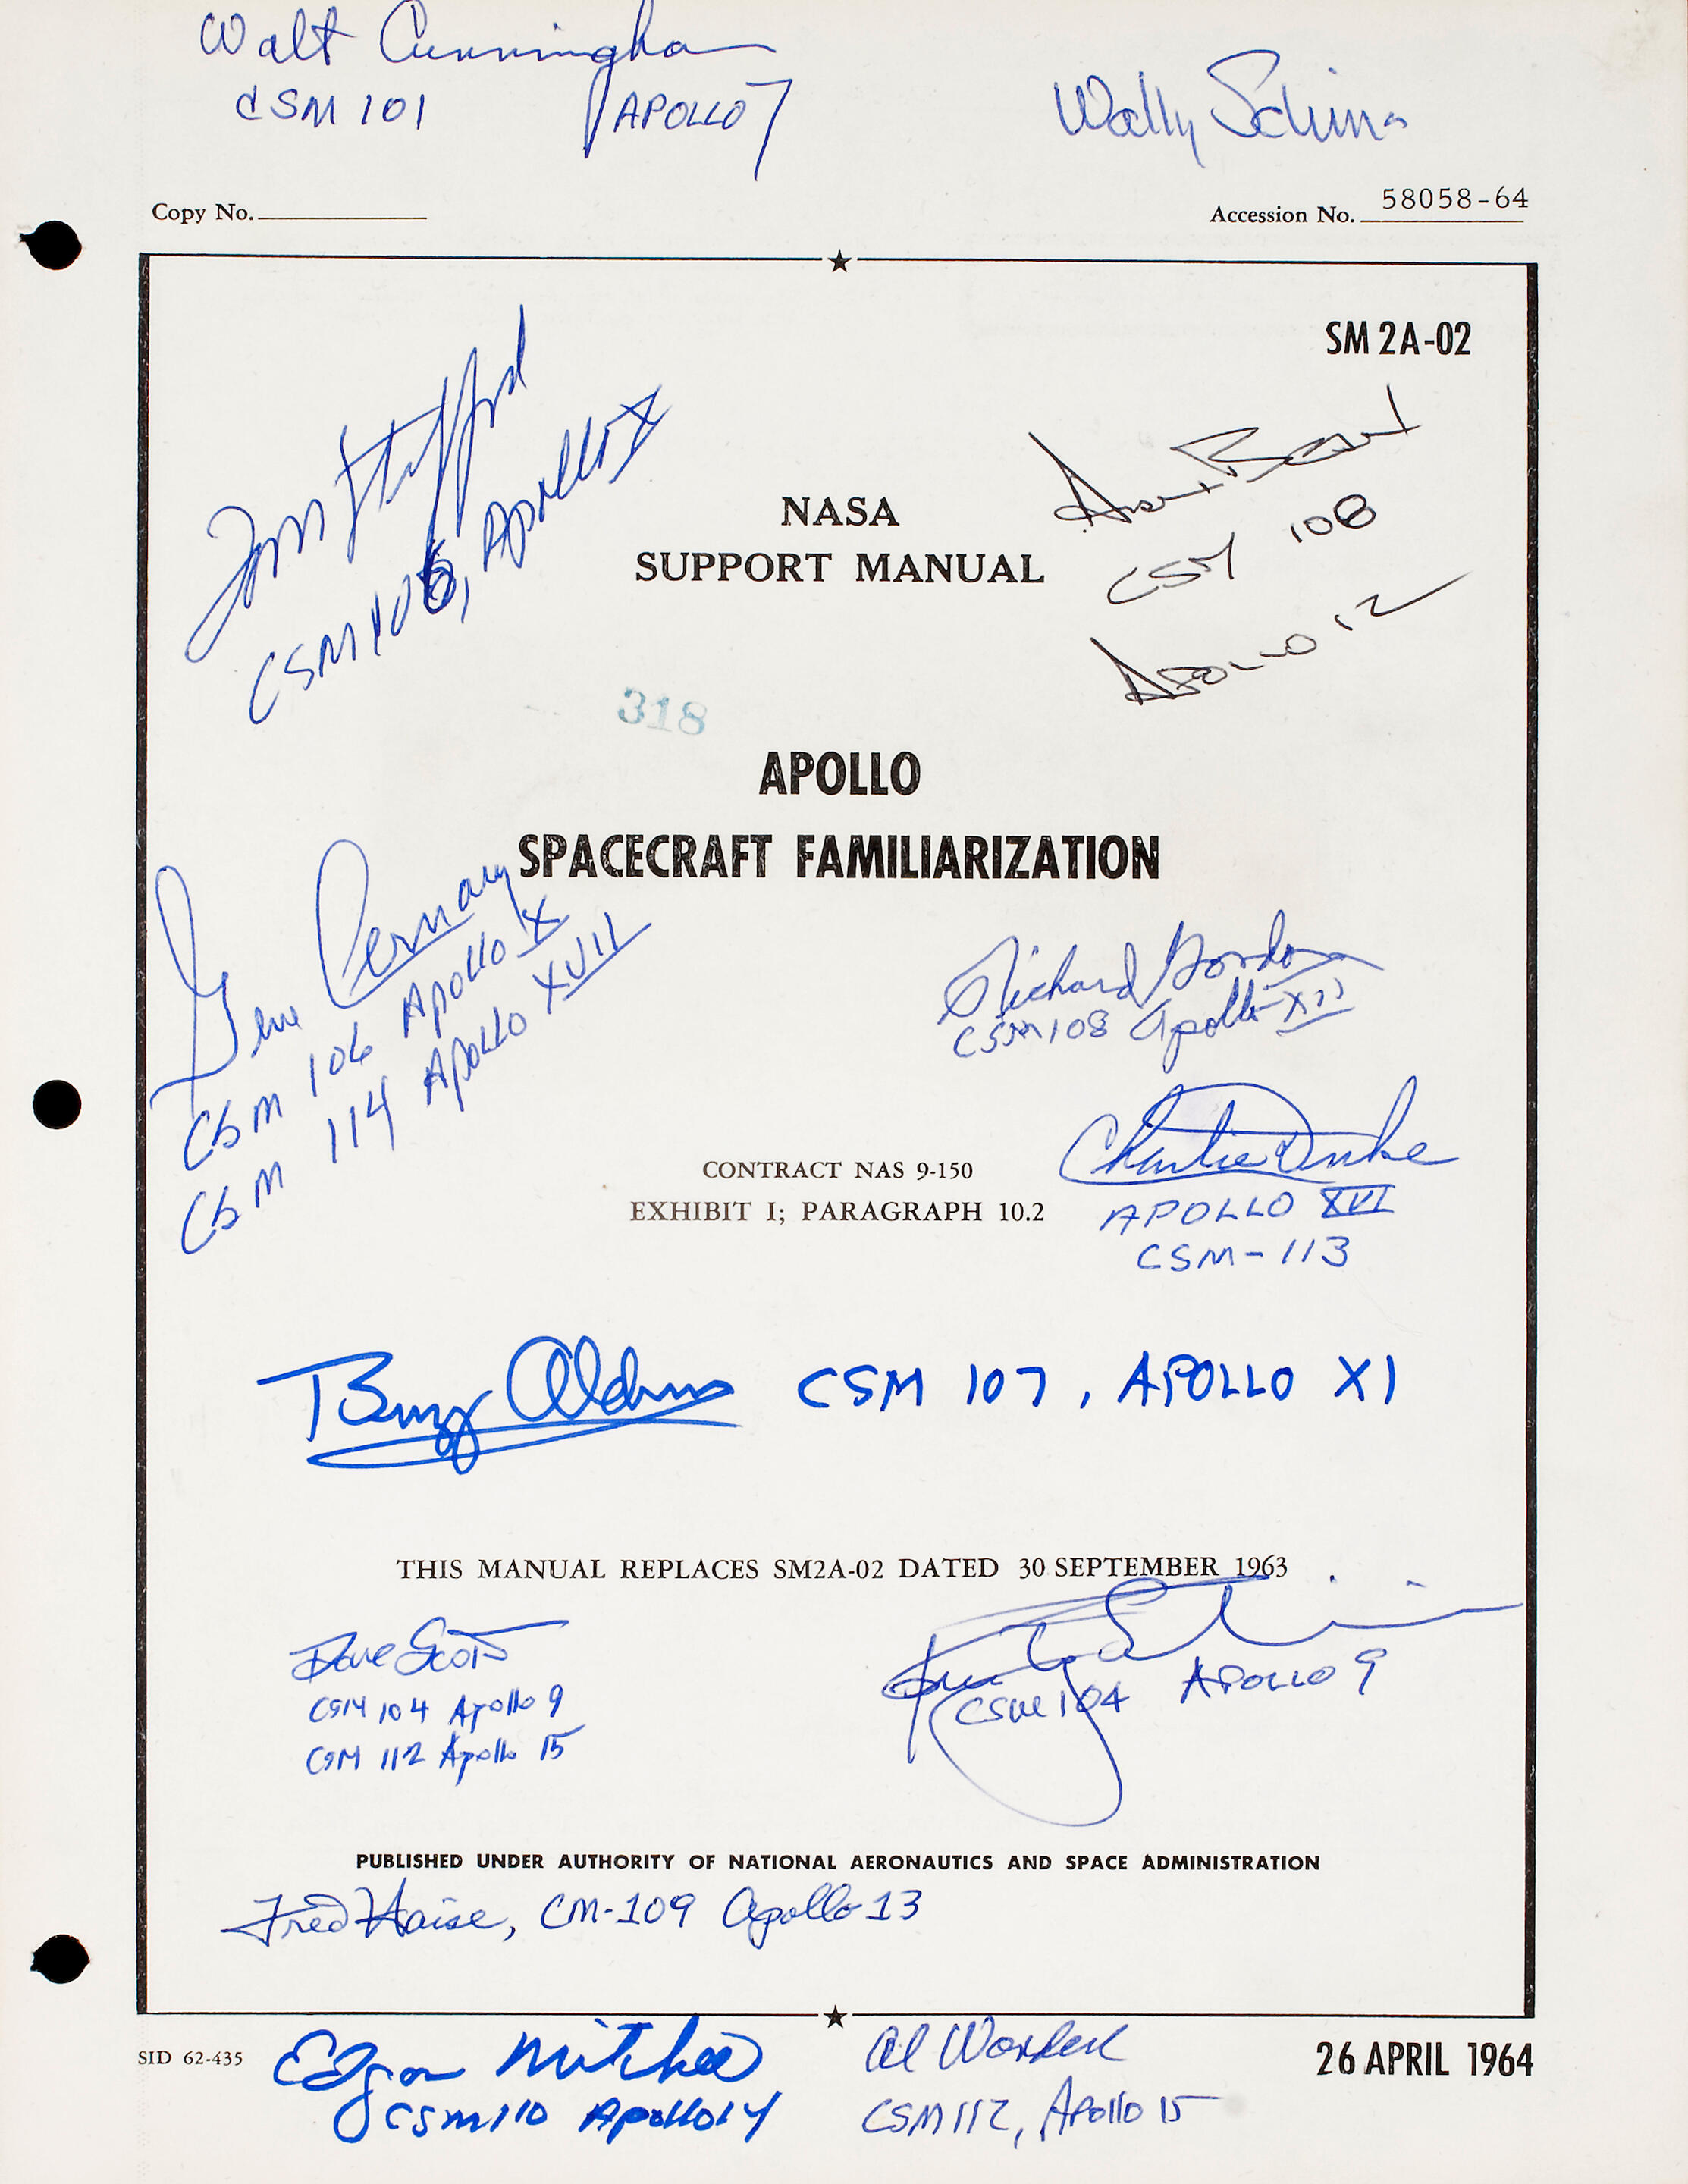 Walt Cunningham
CSM 101 APOLLO 7
Wally Schirra
Copy No.
Accession No. 58058-64
SM 2A-02
Tom Stafford
CSM 106, Apollo X
Alan Bean
CSM 108
APOLLO 12
NASA
SUPPORT MANUAL
318
APOLLO
SPACECRAFT FAMILIARIZATION
Gene Cernan
CSM 106 Apollo X
CSM 114 Apollo XVII
Richard Gordon
CSM 108 Apollo XII
Charlie Duke
APOLLO XVI
CSM-113
CONTRACT NAS 9-150
EXHIBIT I; PARAGRAPH 10.2
Buzz Aldrin CSM 107, APOLLO XI
THIS MANUAL REPLACES SM2A-02 DATED 30 SEPTEMBER 1963
Dave Scott
CSM 104 Apollo 9
CSM 112 Apollo 15
CSM 104 APOLLO 9
PUBLISHED UNDER AUTHORITY OF NATIONAL AERONAUTICS AND SPACE ADMINISTRATION
Fred Haise, CM-109 Apollo 13
SID 62-435
Edgar Mitchell
CSM 110 Apollo 14
Al Worden
CSM 112, Apollo 15
26 APRIL 1964